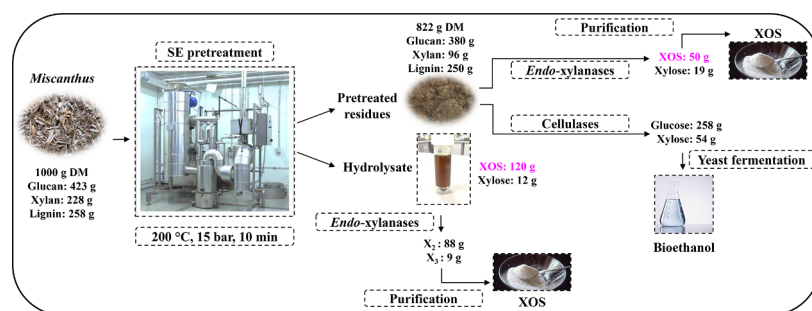 Miscanthus
1000 g DM
Glucan: 423 g
Xylan: 228 g
Lignin: 258 g
SE pretreatment
200 °C, 15 bar, 10 min
Pretreated
residues
Hydrolysate
822 g DM
Glucan: 380 g
Xylan: 96 g
Lignin: 250 g
XOS: 120 g
Xylose: 12 g
Endo-xylanases
X₂ : 88 g
X₃ : 9 g
Purification
XOS
Endo-xylanases
Cellulases
Purification
XOS: 50 g
Xylose: 19 g
XOS
Glucose: 258 g
Xylose: 54 g
Yeast fermentation
Bioethanol